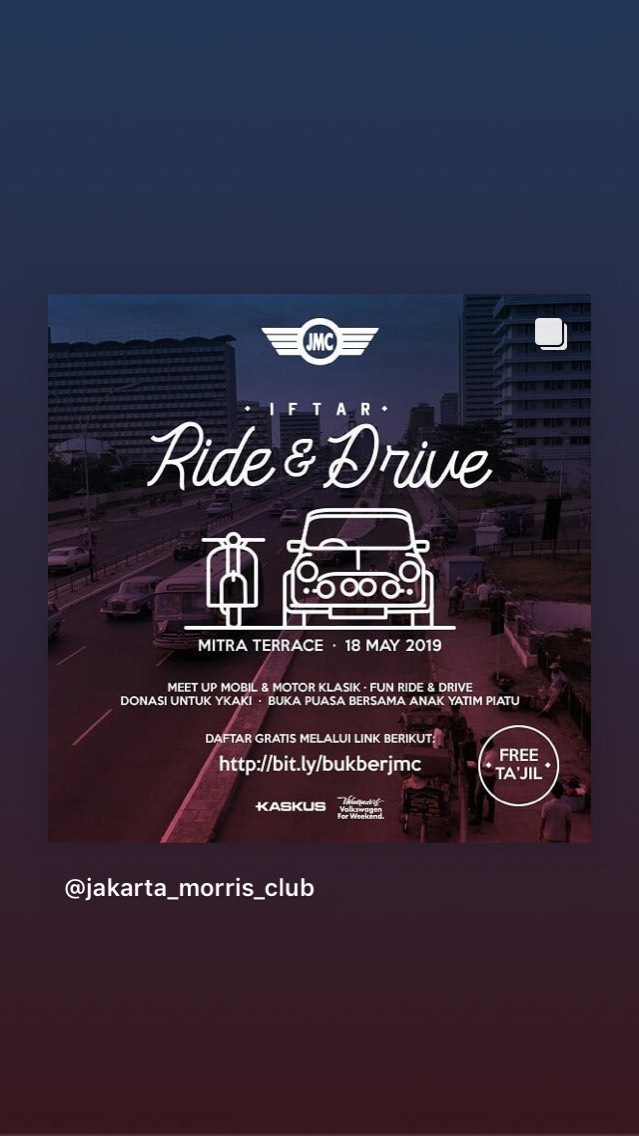 JMC
· IFTAR ·
Ride & Drive
MITRA TERRACE · 18 MAY 2019
MEET UP MOBIL & MOTOR KLASIK · FUN RIDE & DRIVE
DONASI UNTUK YKAKI · BUKA PUASA BERSAMA ANAK YATIM PIATU
DAFTAR GRATIS MELALUI LINK BERIKUT:
http://bit.ly/bukberjmc
FREE
TA'JIL
KASKUS
Volkswagen
For Weekend.
@jakarta_morris_club